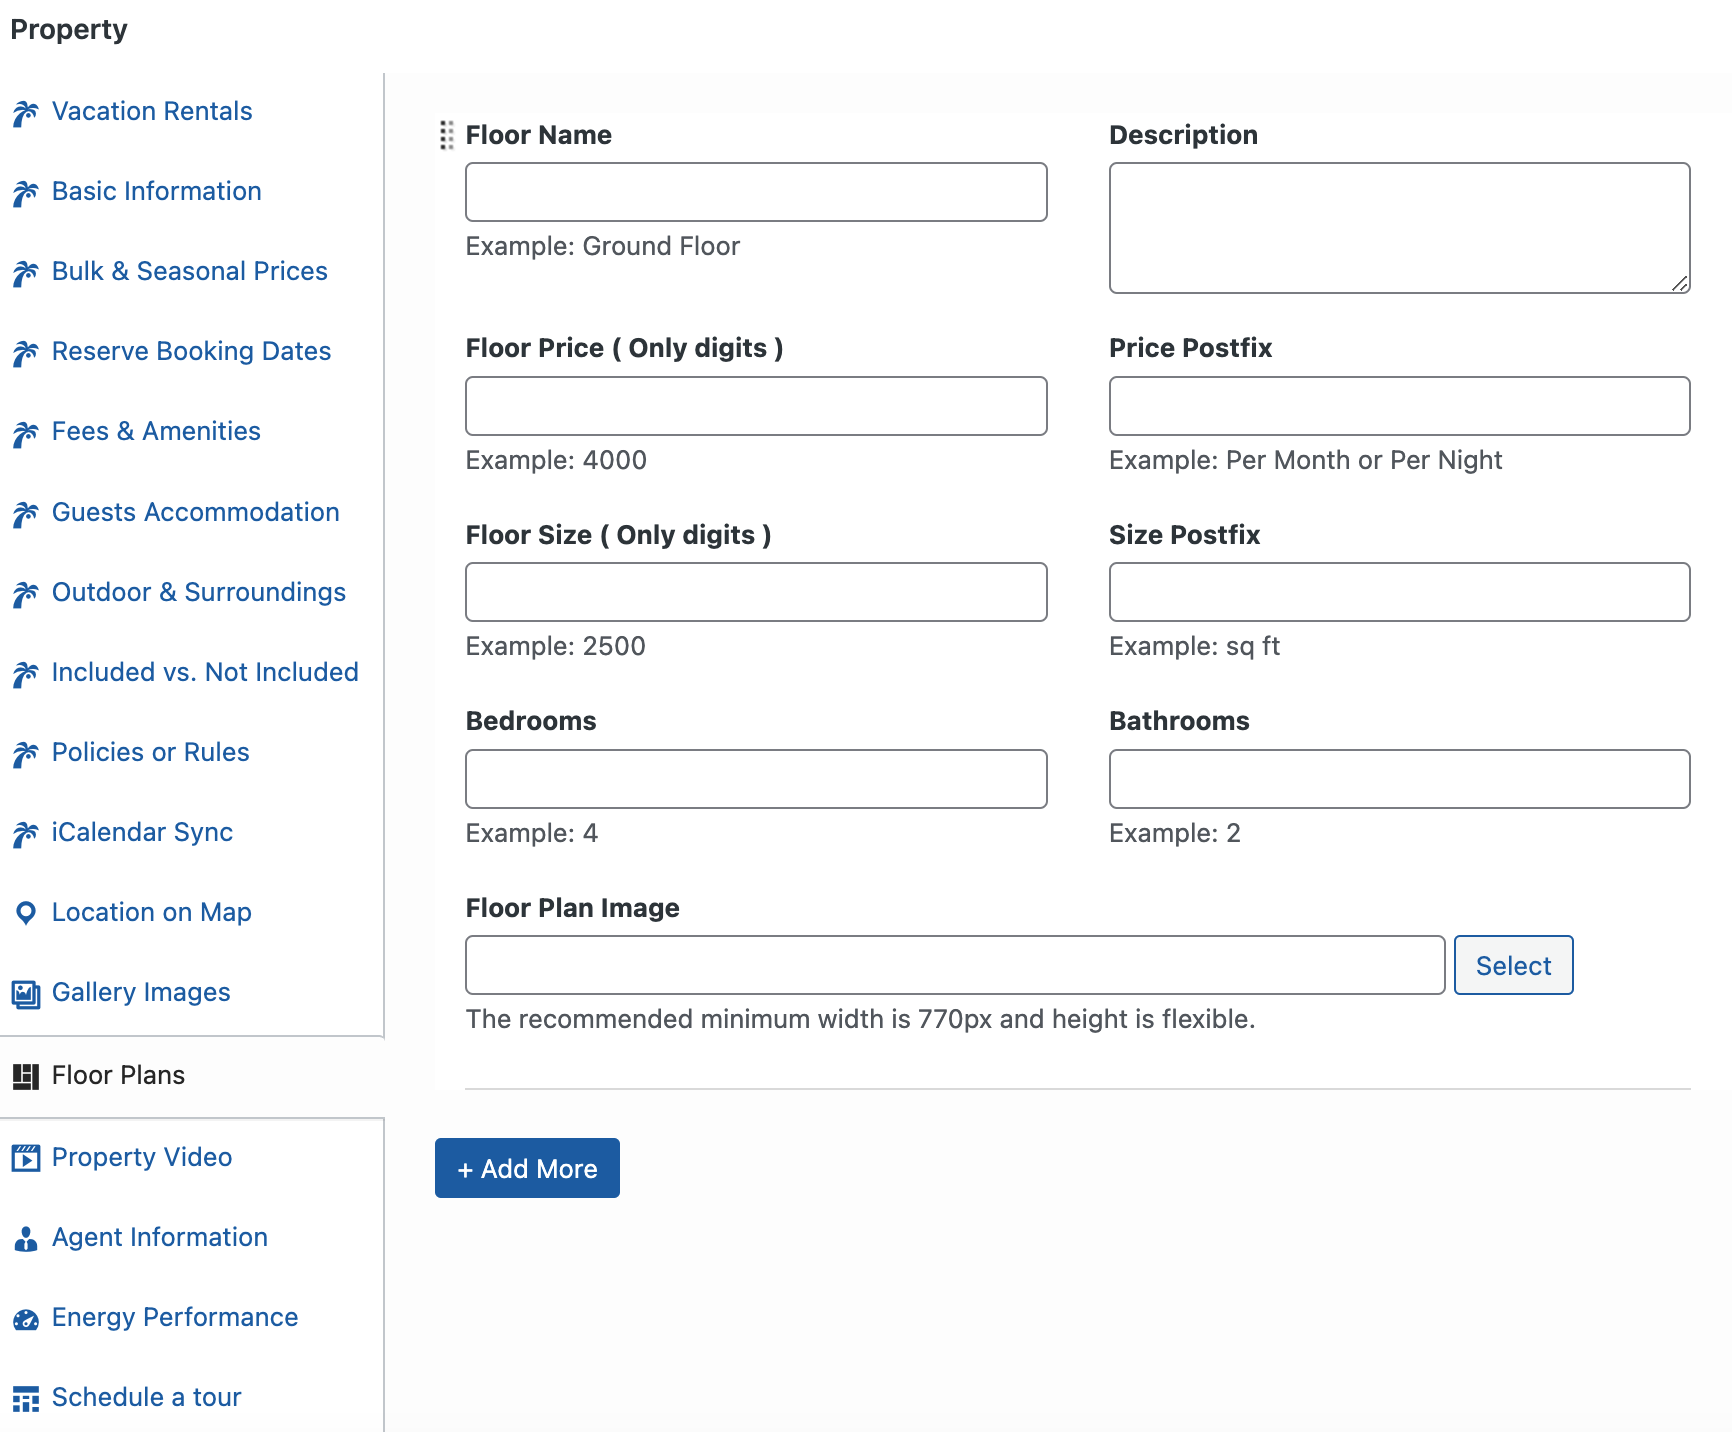 Property
Vacation Rentals
Basic Information
Bulk & Seasonal Prices
Reserve Booking Dates
Fees & Amenities
Guests Accommodation
Outdoor & Surroundings
Included vs. Not Included
Policies or Rules
iCalendar Sync
Location on Map
Gallery Images
Floor Plans
Property Video
Agent Information
Energy Performance
Schedule a tour
Floor Name
Example: Ground Floor
Description
Floor Price ( Only digits )
Example: 4000
Price Postfix
Example: Per Month or Per Night
Floor Size ( Only digits )
Example: 2500
Size Postfix
Example: sq ft
Bedrooms
Example: 4
Bathrooms
Example: 2
Floor Plan Image
Select
The recommended minimum width is 770px and height is flexible.
+ Add More